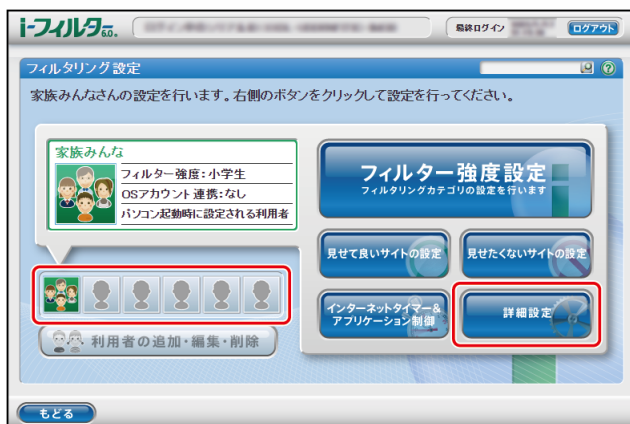 i-フィルター6.0.
最終ログイン
ログアウト
フィルタリング設定
家族みんなさんの設定を行います。右側のボタンをクリックして設定を行ってください。
家族みんな
フィルター強度:小学生
OSアカウント連携:なし
パソコン起動時に設定される利用者
利用者の追加・編集・削除
フィルター強度設定
フィルタリングカテゴリの設定を行います
見せて良いサイトの設定
見せたくないサイトの設定
インターネットタイマー&
アプリケーション制御
詳細設定
もどる